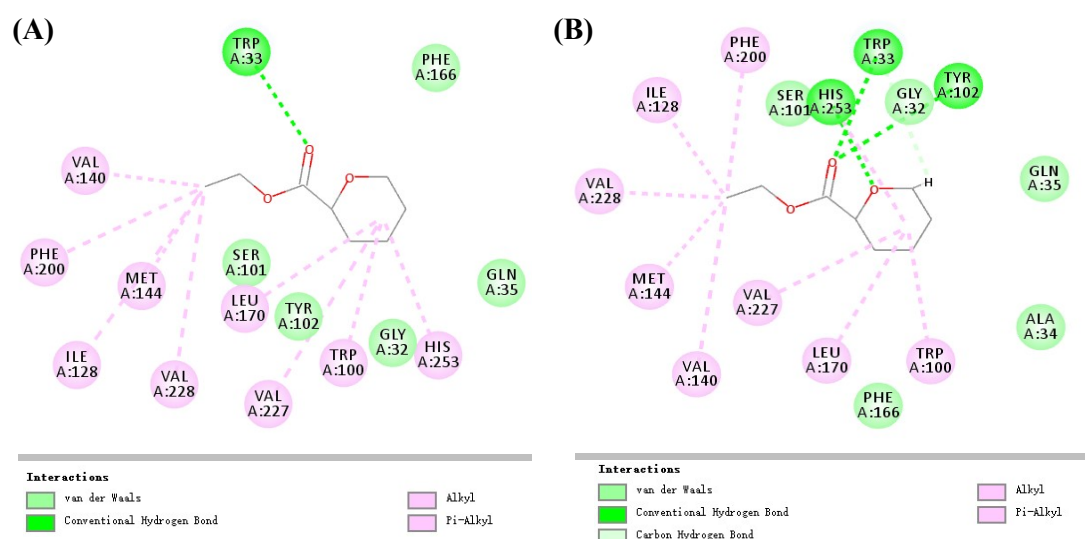 (A)
TRP
A:33
PHE
A:166
VAL
A:140
PHE
A:200
MET
A:144
SER
A:101
LEU
A:170
TYR
A:102
GLN
A:35
GLY
A:32
HIS
A:253
TRP
A:100
ILE
A:128
VAL
A:228
VAL
A:227
O
O
O
Interactions
van der Waals
Conventional Hydrogen Bond
Alkyl
Pi-Alkyl
(B)
PHE
A:200
TRP
A:33
TYR
A:102
ILE
A:128
SER
A:101
HIS
A:253
GLY
A:32
GLN
A:35
VAL
A:228
O
O
O
H
MET
A:144
VAL
A:227
ALA
A:34
VAL
A:140
LEU
A:170
TRP
A:100
PHE
A:166
Interactions
van der Waals
Conventional Hydrogen Bond
Carbon Hydrogen Bond
Alkyl
Pi-Alkyl